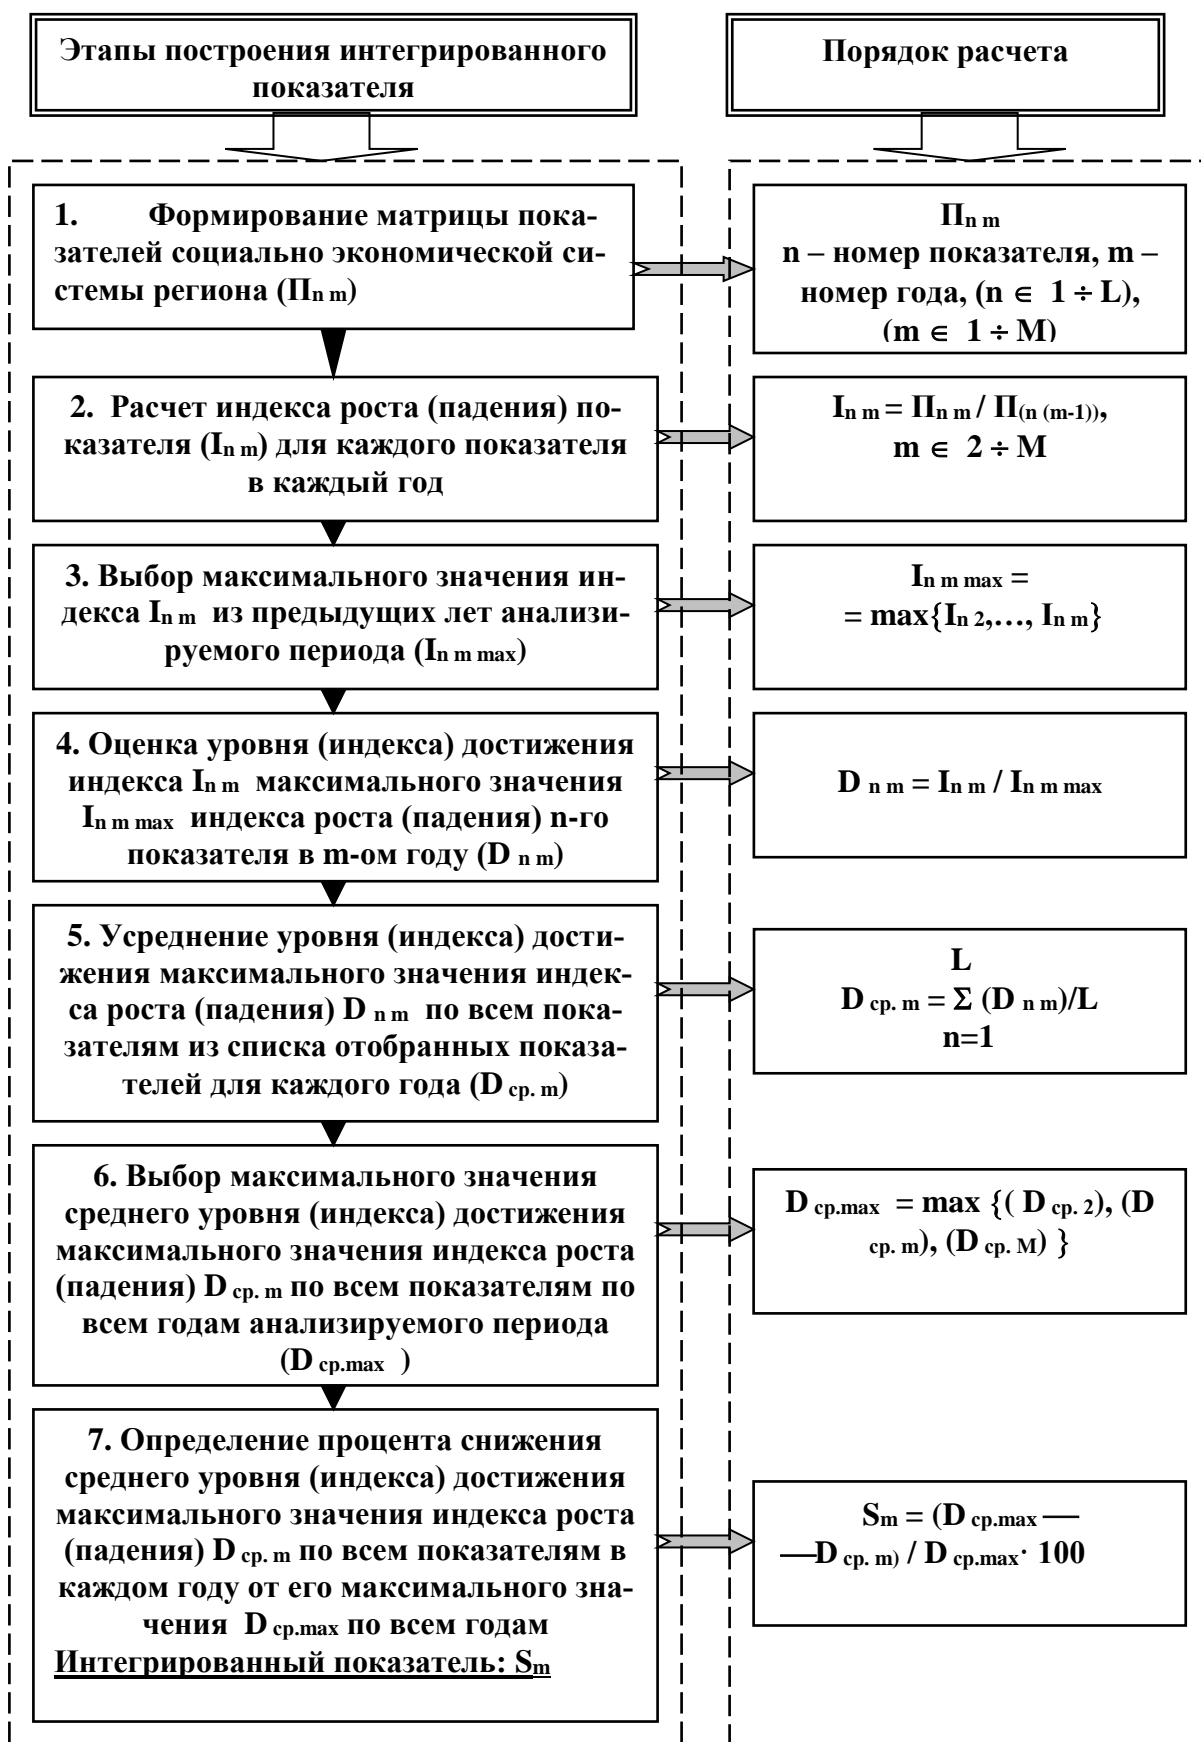 Этапы построения интегрированного
показателя
Порядок расчета
1. Формирование матрицы пока-
зателей социально экономической си-
стемы региона (Пn m)
Пn m
n – номер показателя, m –
номер года, (n ∈ 1 ÷ L),
(m ∈ 1 ÷ M)
2. Расчет индекса роста (падения) по-
казателя (In m) для каждого показателя
в каждый год
In m = Пn m / П(n (m-1)),
m ∈ 2 ÷ M
3. Выбор максимального значения ин-
декса In m из предыдущих лет анализи-
руемого периода (In m max)
In m max =
= max{In 2,…, In m}
4. Оценка уровня (индекса) достижения
индекса In m максимального значения
In m max индекса роста (падения) n-го
показателя в m-ом году (D n m)
D n m = In m / In m max
5. Усреднение уровня (индекса) дости-
жения максимального значения индек-
са роста (падения) D n m по всем пока-
зателям из списка отобранных показа-
телей для каждого года (D ср. m)
L
D ср. m = Σ (D n m)/L
n=1
6. Выбор максимального значения
среднего уровня (индекса) достижения
максимального значения индекса роста
(падения) D ср. m по всем показателям по
всем годам анализируемого периода
(D ср.max )
D ср.max = max {( D ср. 2), (D
ср. m), (D ср. M) }
7. Определение процента снижения
среднего уровня (индекса) достижения
максимального значения индекса роста
(падения) D ср. m по всем показателям в
каждом году от его максимального зна-
чения D ср.max по всем годам
Интегрированный показатель: Sm
Sm = (D ср.max —
—D ср. m) / D ср.max· 100